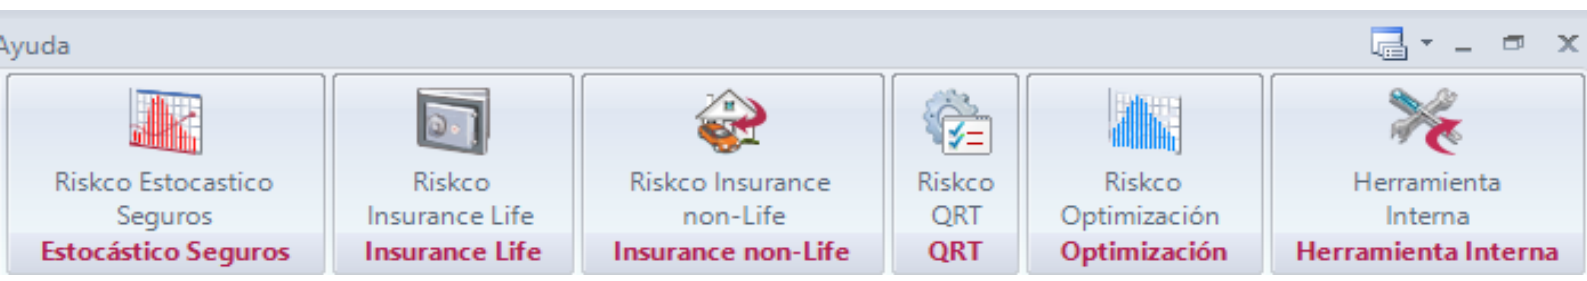 Ayuda
Riskco Estocastico
Seguros
Estocástico Seguros
Riskco
Insurance Life
Insurance Life
Riskco Insurance
non-Life
Insurance non-Life
Riskco
QRT
QRT
Riskco
Optimización
Optimización
Herramienta
Interna
Herramienta Interna